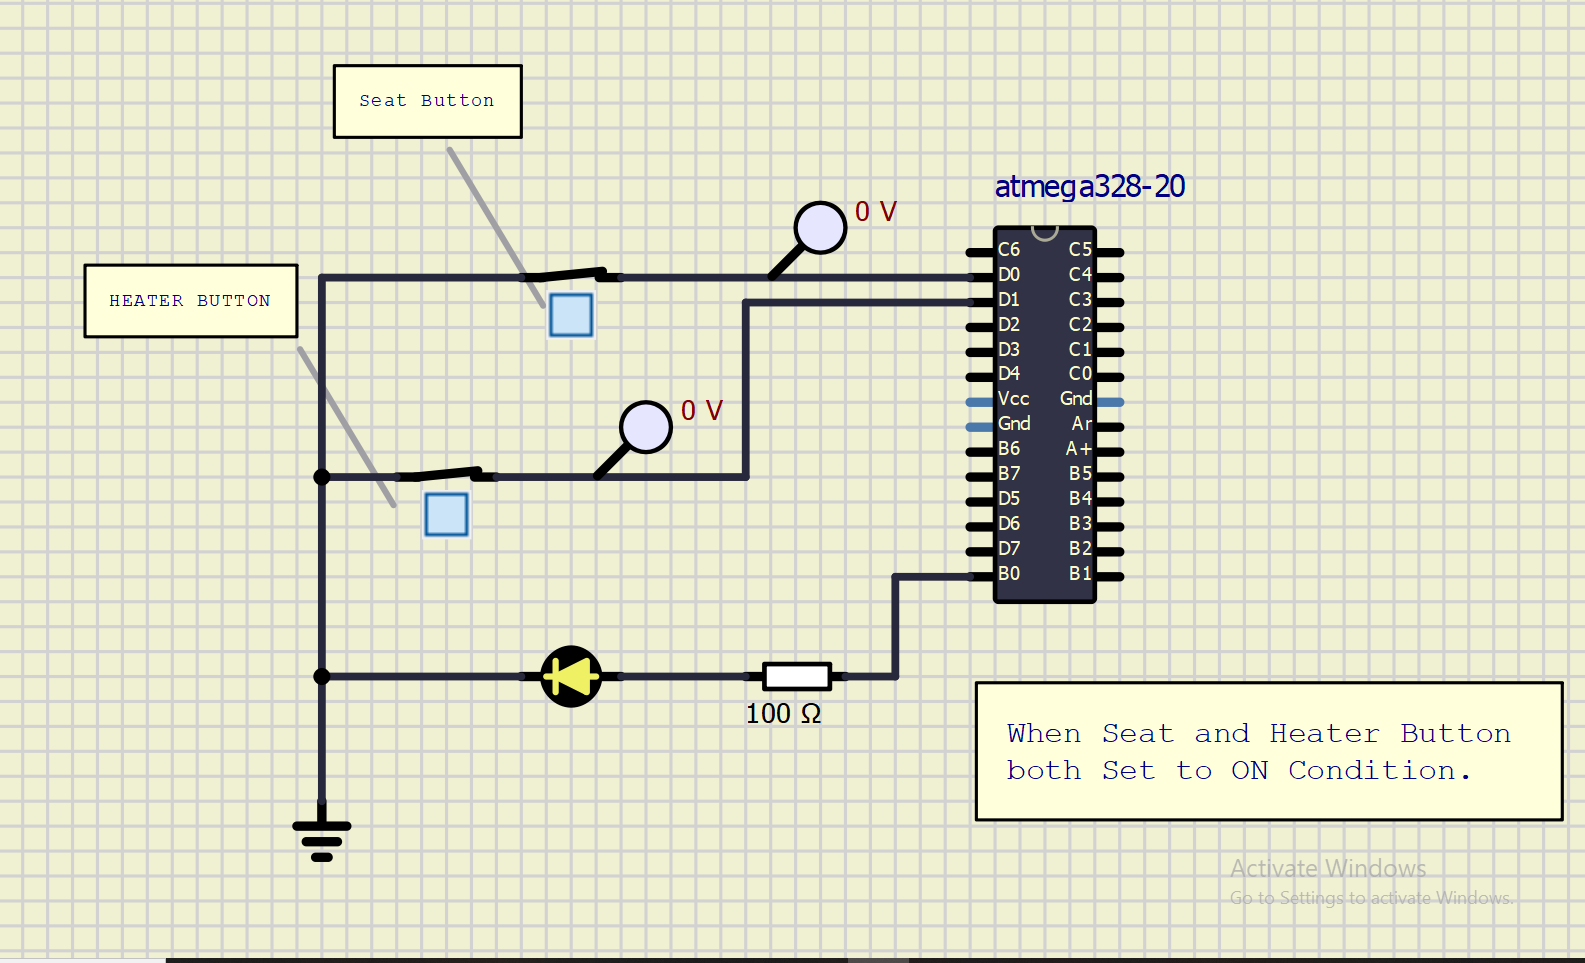 Seat Button
atmega328-20
0 V
HEATER BUTTON
C6 C5
D0 C4
D1 C3
D2 C2
D3 C1
D4 C0
Vcc Gnd
Gnd Ar
B6 A+
B7 B5
D5 B4
D6 B3
D7 B2
B0 B1
0 V
100 Ω
When Seat and Heater Button
both Set to ON Condition.
Activate Windows
Go to Settings to activate Windows.